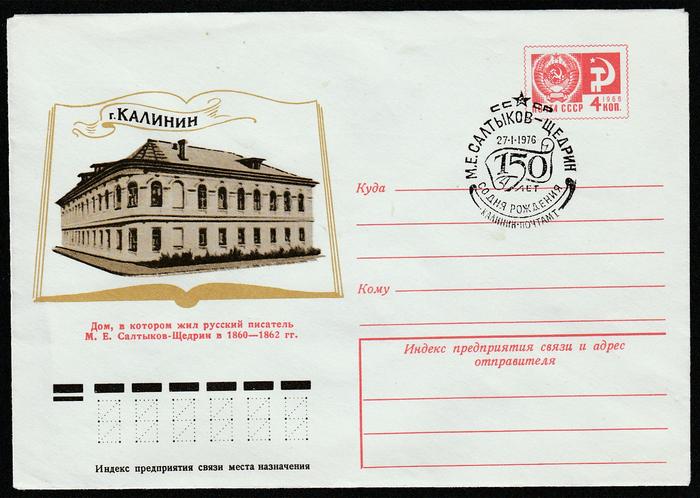 г. КАЛИНИН
Дом, в котором жил русский писатель
М. Е. Салтыков-Щедрин в 1860—1862 гг.
Индекс предприятия связи места назначения
ПОЧТА СССР
1966
4 КОП.
М.Е. САЛТЫКОВ-ЩЕДРИН
27·I·1976
150
ЛЕТ
СО ДНЯ РОЖДЕНИЯ
КАЛИНИН·ПОЧТАМТ
Куда
Кому
Индекс предприятия связи и адрес
отправителя